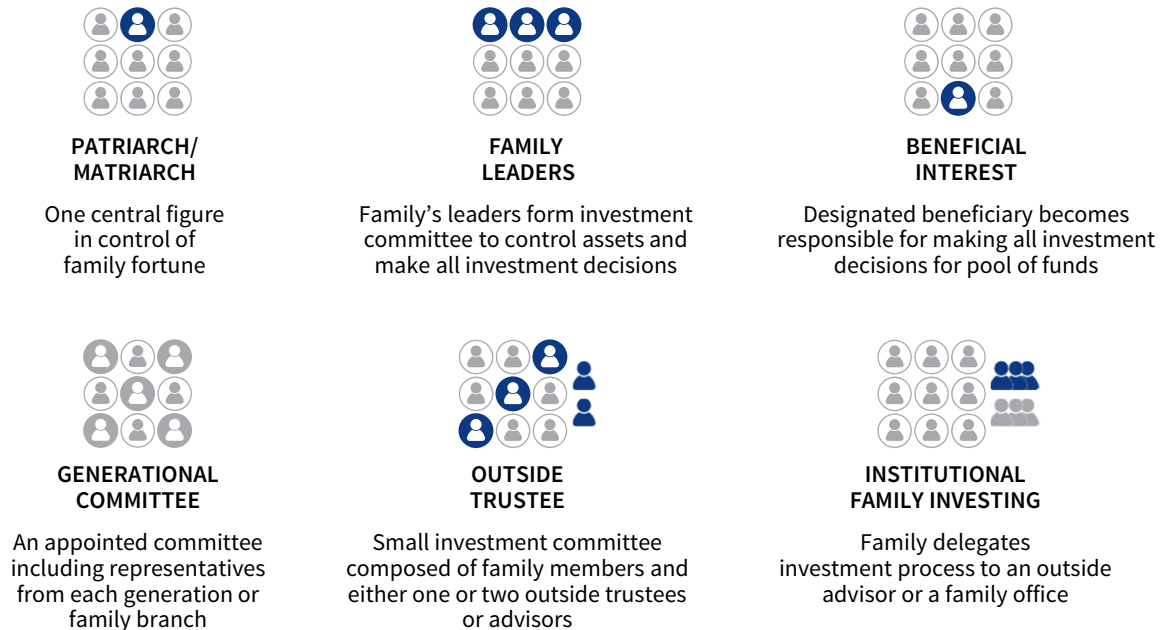 PATRIARCH/
MATRIARCH
One central figure
in control of
family fortune
FAMILY
LEADERS
Family’s leaders form investment
committee to control assets and
make all investment decisions
BENEFICIAL
INTEREST
Designated beneficiary becomes
responsible for making all investment
decisions for pool of funds
GENERATIONAL
COMMITTEE
An appointed committee
including representatives
from each generation or
family branch
OUTSIDE
TRUSTEE
Small investment committee
composed of family members and
either one or two outside trustees
or advisors
INSTITUTIONAL
FAMILY INVESTING
Family delegates
investment process to an outside
advisor or a family office